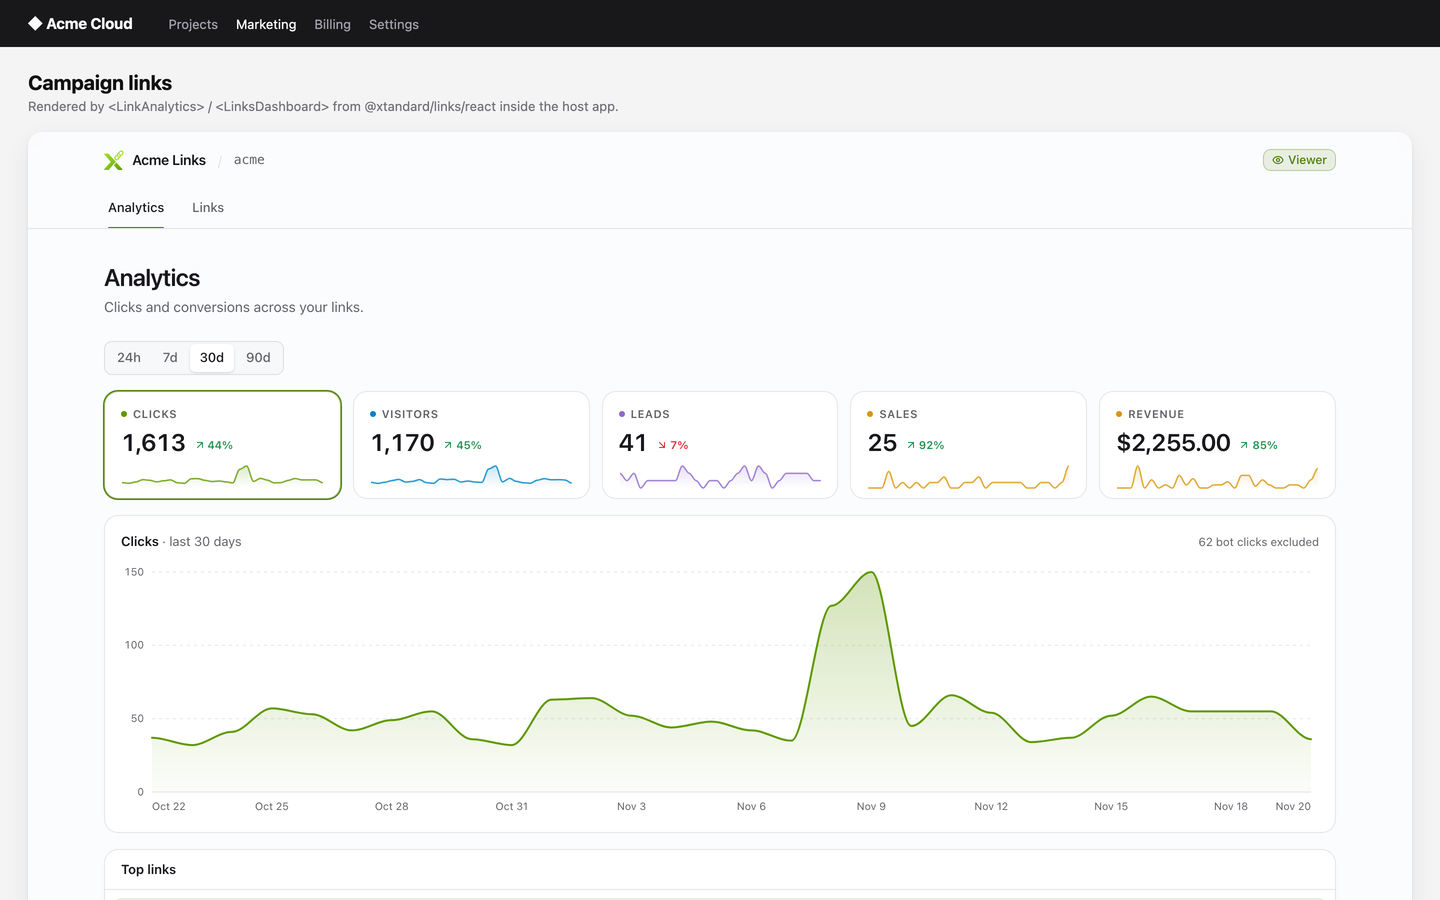 Acme Cloud
Projects
Marketing
Billing
Settings
Campaign links
Rendered by <LinkAnalytics> / <LinksDashboard> from @xtandard/links/react inside the host app.
Acme Links / acme
Viewer
Analytics
Links
Analytics
Clicks and conversions across your links.
24h
7d
30d
90d
CLICKS
1,613 ↗ 44%
VISITORS
1,170 ↗ 45%
LEADS
41 ↘ 7%
SALES
25 ↗ 92%
REVENUE
$2,255.00 ↗ 85%
Clicks · last 30 days
62 bot clicks excluded
150
100
50
0
Oct 22
Oct 25
Oct 28
Oct 31
Nov 3
Nov 6
Nov 9
Nov 12
Nov 15
Nov 18
Nov 20
Top links